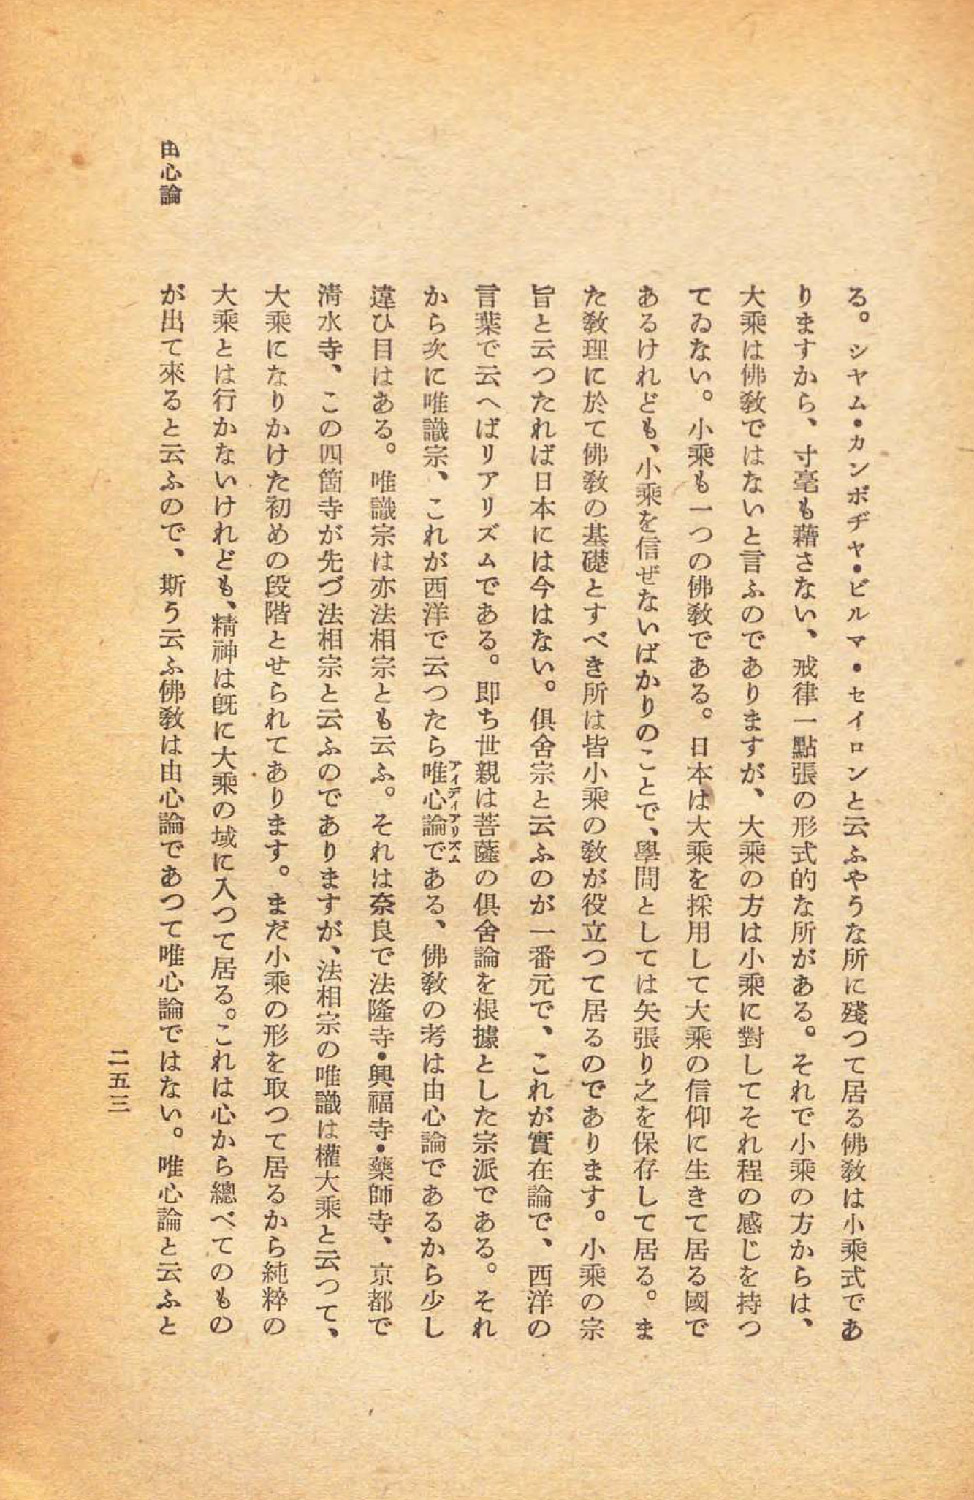 る。シヤム・カンボヂヤ・ビルマ・セイロンと云ふやうな所に殘つて居る佛敎は小乘式であ
りますから、寸毫も藉さない、戒律一點張の形式的な所がある。それで小乘の方からは、
大乘は佛敎ではないと言ふのでありますが、大乘の方は小乘に對してそれ程の感じを持つ
てゐない。小乘も一つの佛敎である。日本は大乘を採用して大乘の信仰に生きて居る國で
あるけれども、小乘を信ぜないばかりのことで、學問としては矢張り之を保存して居る。ま
た敎理に於て佛敎の基礎とすべき所は皆小乘の敎が役立つて居るのであります。小乘の宗
旨と云つたれば日本には今はない。俱舍宗と云ふのが一番元で、これが實在論で、西洋の
言葉で云へばリアリズムである。即ち世親は菩薩の俱舍論を根據とした宗派である。それ
から次に唯識宗、これが西洋で云つたら唯心論アイディアリズムである、佛敎の考は由心論であるから少し
違ひ目はある。唯識宗は亦法相宗とも云ふ。それは奈良で法隆寺・興福寺・藥師寺、京都で
淸水寺、この四箇寺が先づ法相宗と云ふのでありますが、法相宗の唯識は權大乘と云つて、
大乘になりかけた初めの段階とせられてあります。まだ小乘の形を取つて居るから純粹の
大乘とは行かないけれども、精神は旣に大乘の域に入つて居る。これは心から總べてのもの
が出て來ると云ふので、斯う云ふ佛敎は由心論であつて唯心論ではない。唯心論と云ふと
由心論
二五三